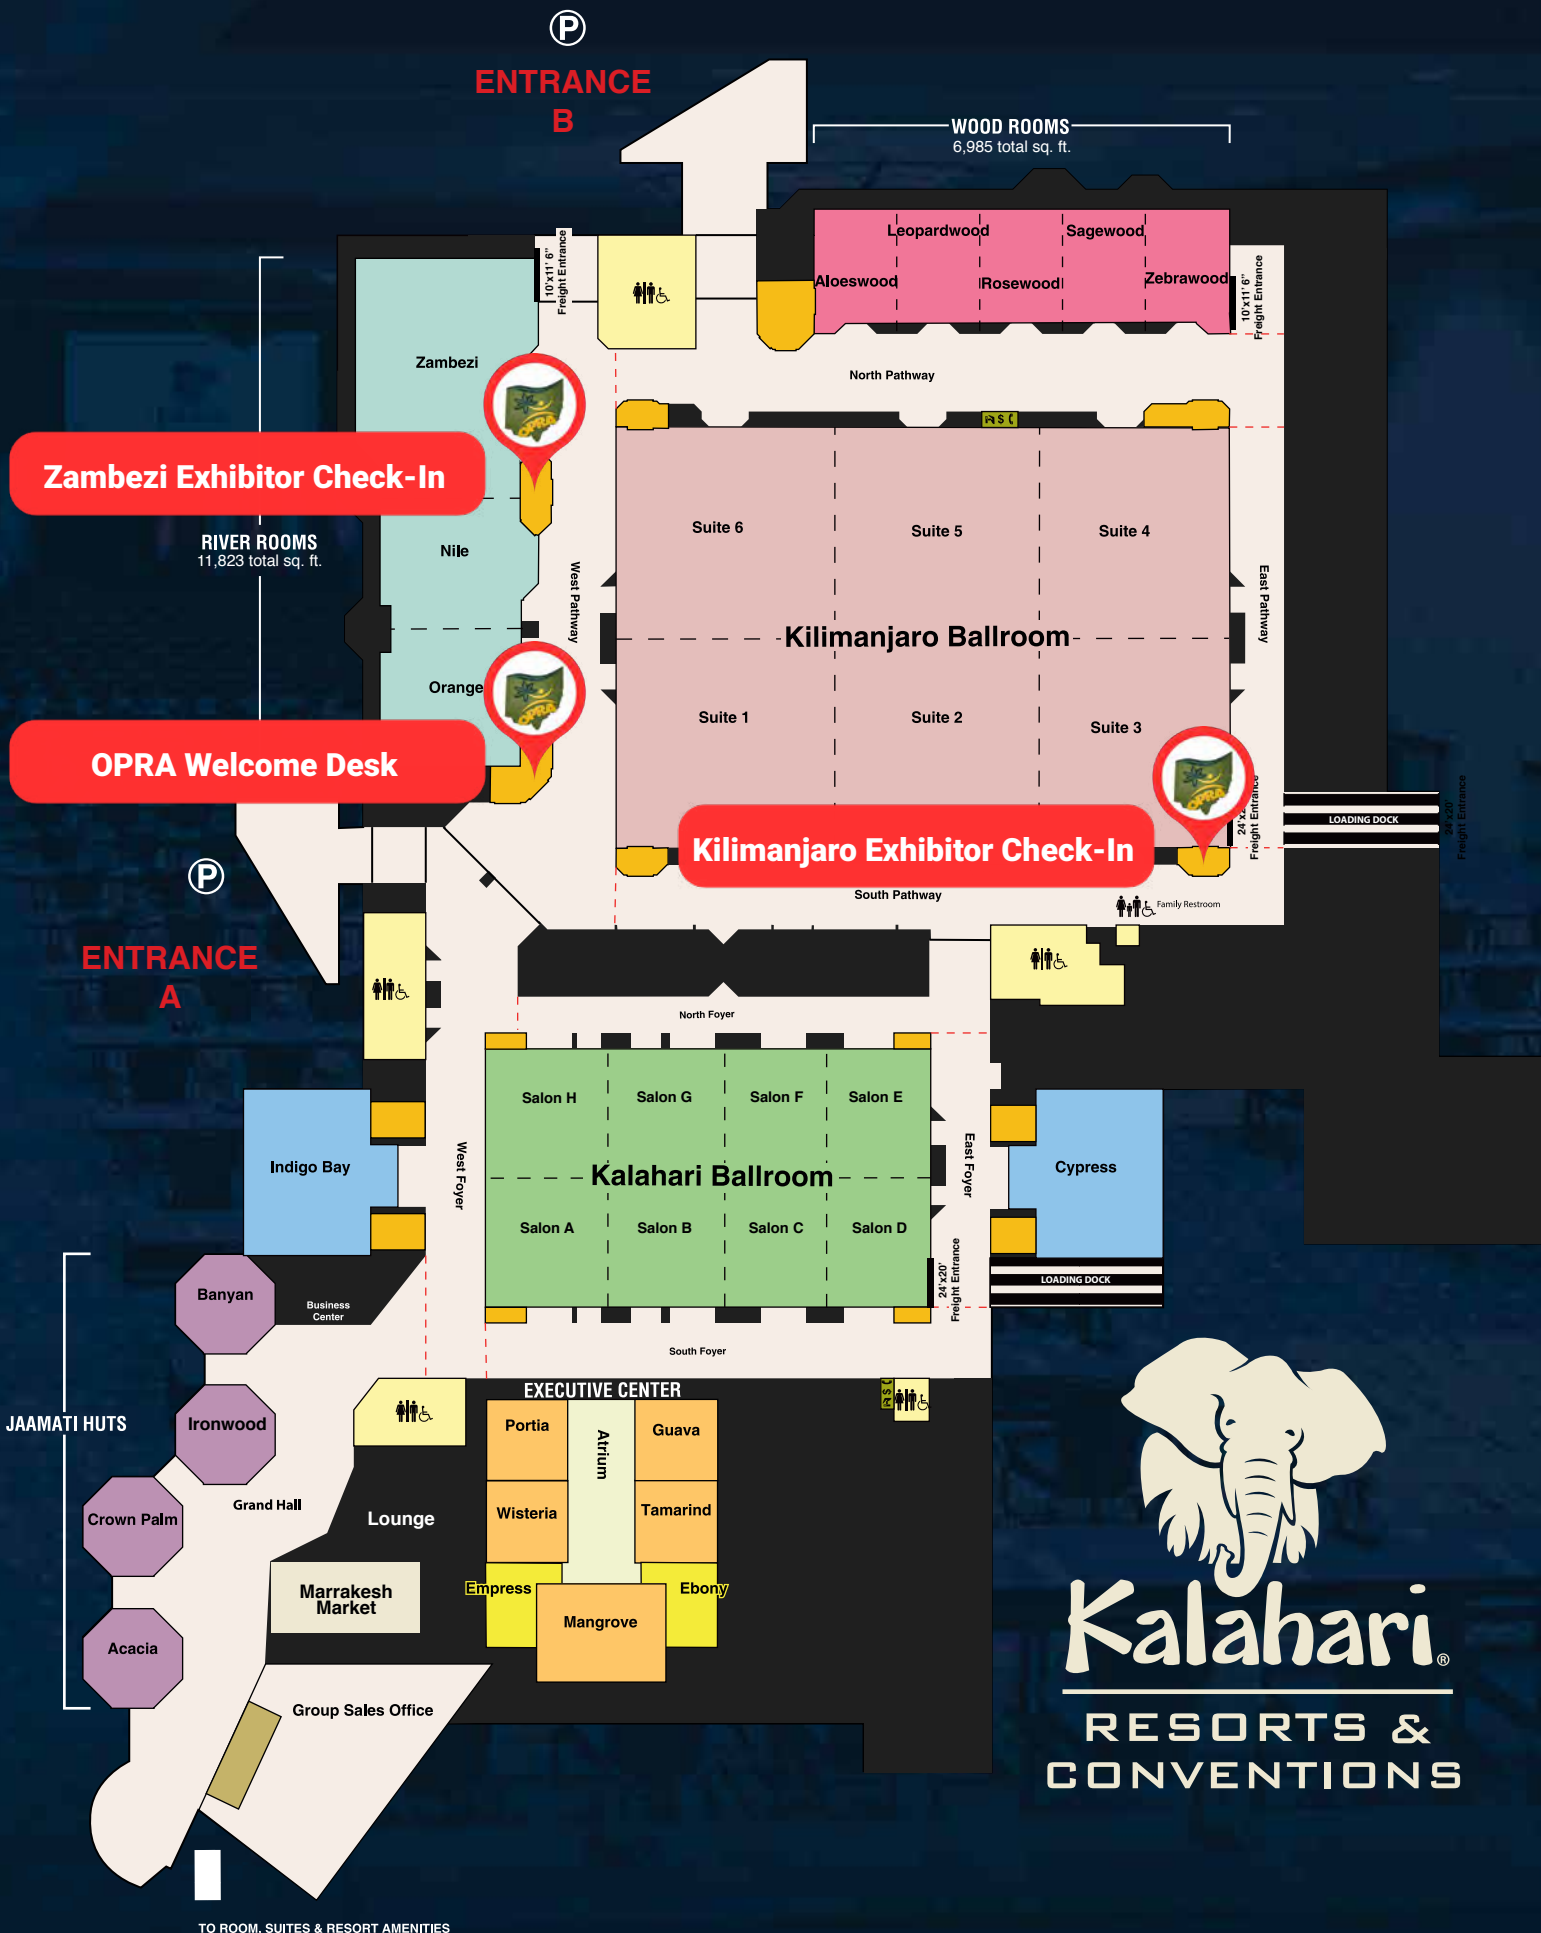 P
ENTRANCE
B
WOOD ROOMS
6,985 total sq. ft.
Leopardwood
Sagewood
Aloeswood
Rosewood
Zebrawood
10'x11' 6"
Freight Entrance
10'x11' 6"
Freight Entrance
North Pathway
Zambezi
OPRA
Zambezi Exhibitor Check-In
RIVER ROOMS
11,823 total sq. ft.
Nile
West Pathway
Suite 6
Suite 5
Suite 4
East Pathway
Kilimanjaro Ballroom
Orange
OPRA
Suite 1
Suite 2
Suite 3
OPRA
OPRA Welcome Desk
Freight Entrance
LOADING DOCK
24'x20'
Freight Entrance
Kilimanjaro Exhibitor Check-In
P
South Pathway
Family Restroom
ENTRANCE
A
North Foyer
Salon H
Salon G
Salon F
Salon E
Indigo Bay
West Foyer
Kalahari Ballroom
East Foyer
Cypress
Salon A
Salon B
Salon C
Salon D
24'x20'
Freight Entrance
LOADING DOCK
Banyan
Business
Center
South Foyer
EXECUTIVE CENTER
JAAMATI HUTS
Ironwood
Portia
Atrium
Guava
Grand Hall
Crown Palm
Lounge
Wisteria
Tamarind
Marrakesh
Market
Empress
Ebony
Mangrove
Acacia
Group Sales Office
Kalahari®
RESORTS &
CONVENTIONS
TO ROOM, SUITES & RESORT AMENITIES